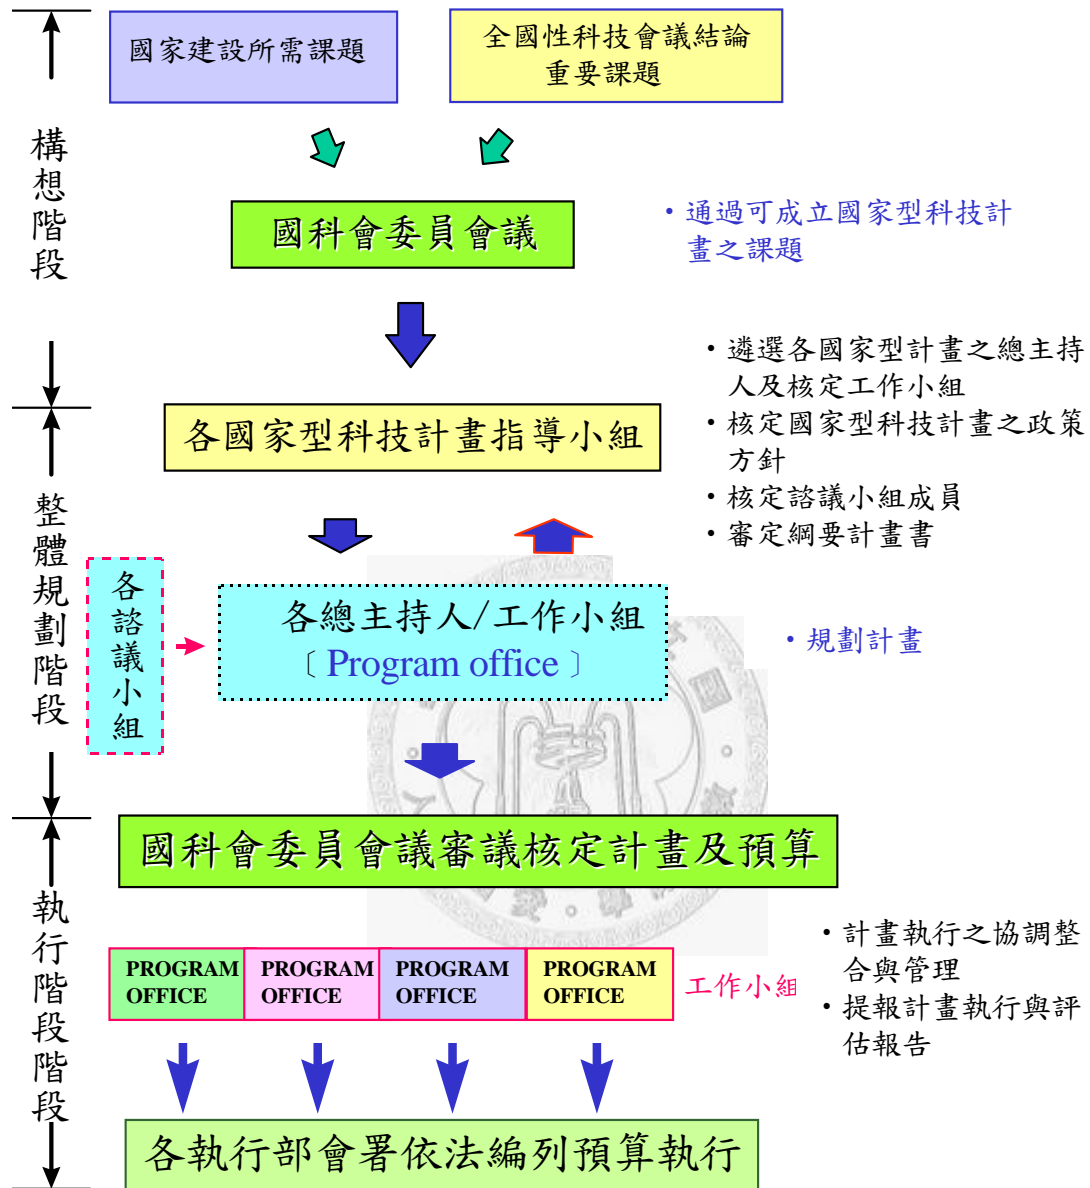 國家建設所需課題
全國性科技會議結論
重要課題
構想階段
國科會委員會議
・通過可成立國家型科技計
畫之課題
・遴選各國家型計畫之總主持
人及核定工作小組
・核定國家型科技計畫之政策
方針
・核定諮議小組成員
・審定綱要計畫書
各國家型科技計畫指導小組
整體規劃階段
各諮議小組
各總主持人/工作小組
﹝Program office﹞
・規劃計畫
國科會委員會議審議核定計畫及預算
執行階段階段
PROGRAM
OFFICE
PROGRAM
OFFICE
PROGRAM
OFFICE
PROGRAM
OFFICE
工作小組
・計畫執行之協調整
合與管理
・提報計畫執行與評
估報告
各執行部會署依法編列預算執行